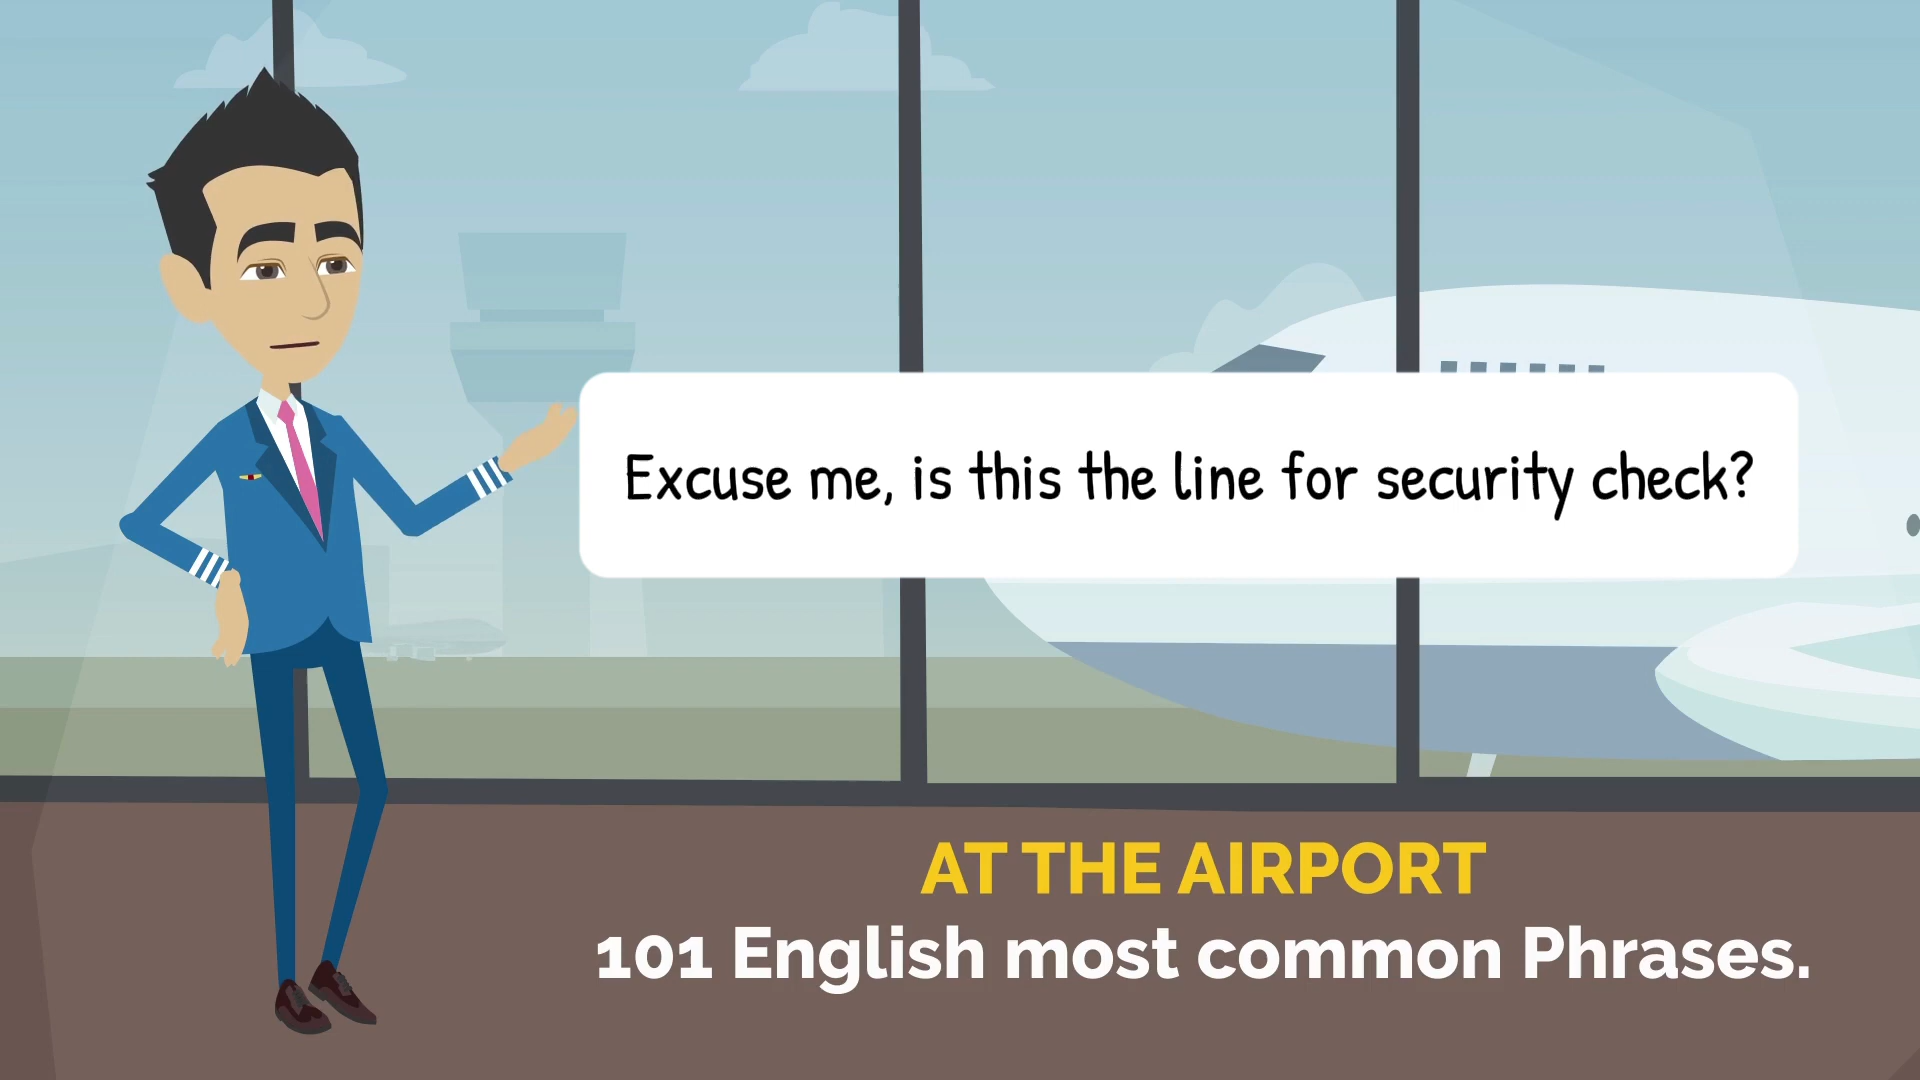 Excuse me, is this the line for security check?
AT THE AIRPORT
101 English most common Phrases.